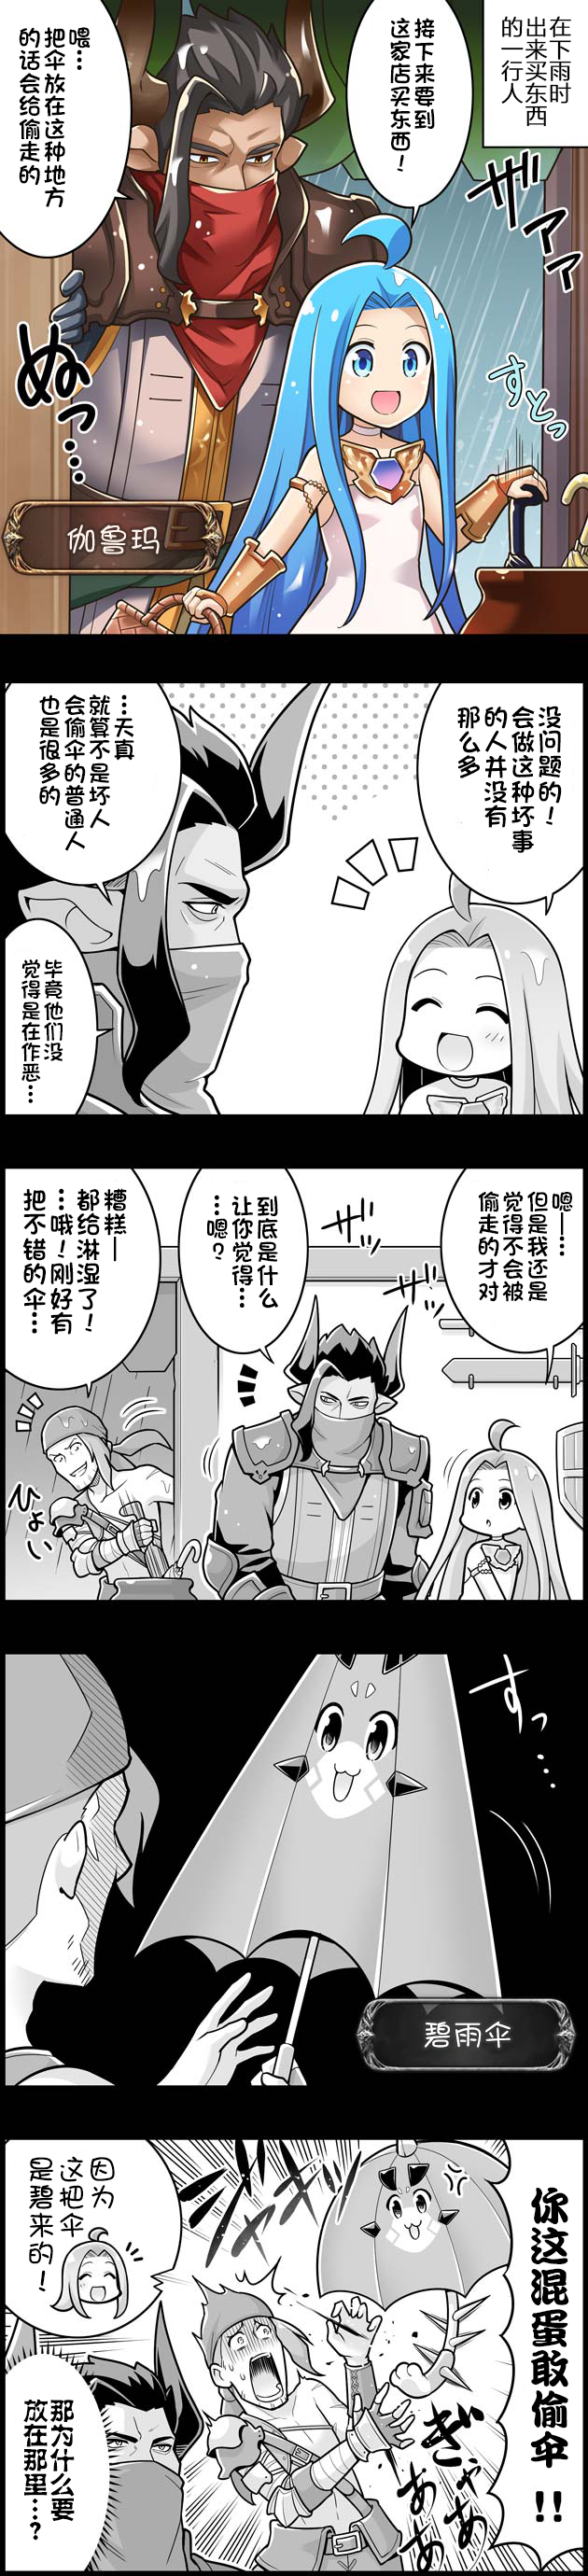 在下雨时
出来买东西
的一行人
接下来要到
这家店买东西！
喂…
把伞放在这种地方
的话会给偷走的
ザアァァ
ぬっ…
すとっ
伽鲁玛
没问题的！
会做这种坏事
的人并没有
那么多
…天真
就算不是坏人
会偷伞的普通人
也是很多的
毕竟他们没
觉得是在作恶…
嗯—…
但是我还是
觉得不会被
偷走的才对
到底是什么
让你觉得…
…嗯？
糟糕—
都给淋湿了！
…哦！刚好有
把不错的伞…
ザッ…
ザッ…
ひょい
すっ…
碧雨伞
你这混蛋敢偷伞！！
因为
这把伞
是碧来的！
ぎゃあああ
那为什么要
放在那里…？